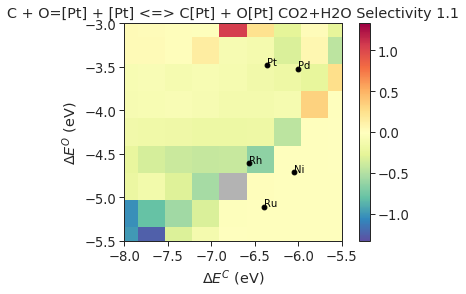 C + O=[Pt] + [Pt] <=> C[Pt] + O[Pt] CO2+H2O Selectivity 1.1
−3.0
−3.5
−4.0
−4.5
−5.0
−5.5
ΔE^O (eV)
Pt
Pd
Rh
Ni
Ru
−8.0 −7.5 −7.0 −6.5 −6.0 −5.5
ΔE^C (eV)
1.0
0.5
0.0
−0.5
−1.0